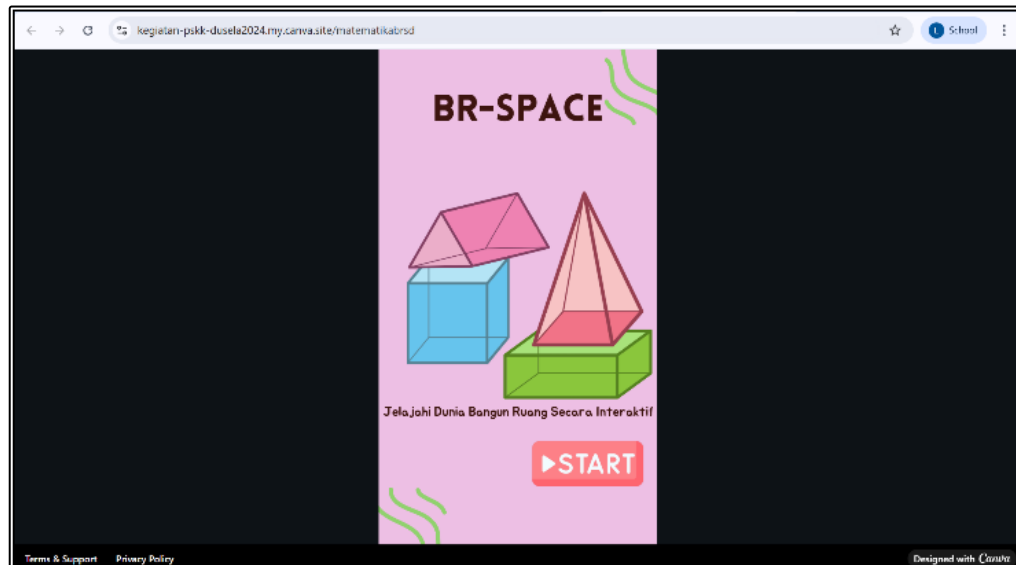 kegiatan-pskk-dusela2024.my.canva.site/matematikabrsd
L School
BR-SPACE
Jelajahi Dunia Bangun Ruang Secara Interaktif
START
Terms & Support Privacy Policy
Designed with Canva